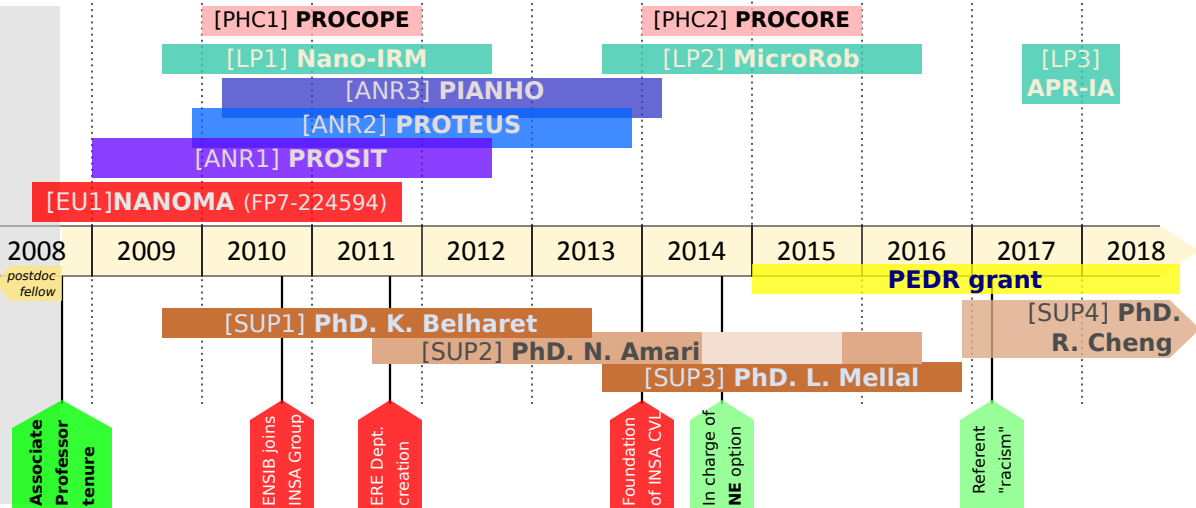 [PHC1] PROCOPE
[PHC2] PROCORE
[LP1] Nano-IRM
[LP2] MicroRob
[LP3]
APR-IA
[ANR3] PIANHO
[ANR2] PROTEUS
[ANR1] PROSIT
[EU1]NANOMA (FP7-224594)
2008 2009 2010 2011 2012 2013 2014 2015 2016 2017 2018
postdoc
fellow
PEDR grant
[SUP1] PhD. K. Belharet
[SUP2] PhD. N. Amari
[SUP3] PhD. L. Mellal
[SUP4] PhD.
R. Cheng
Associate
Professor
tenure
ENSIB joins
INSA Group
ERE Dept.
creation
Foundation
of INSA CVL
In charge of
NE option
Referent
"racism"